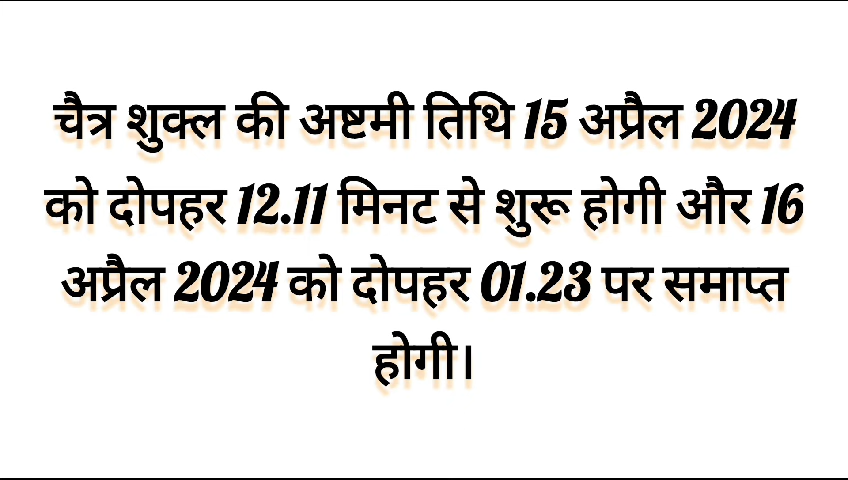 चैत्र शुक्ल की अष्टमी तिथि 15 अप्रैल 2024
को दोपहर 12.11 मिनट से शुरू होगी और 16
अप्रैल 2024 को दोपहर 01.23 पर समाप्त
होगी।